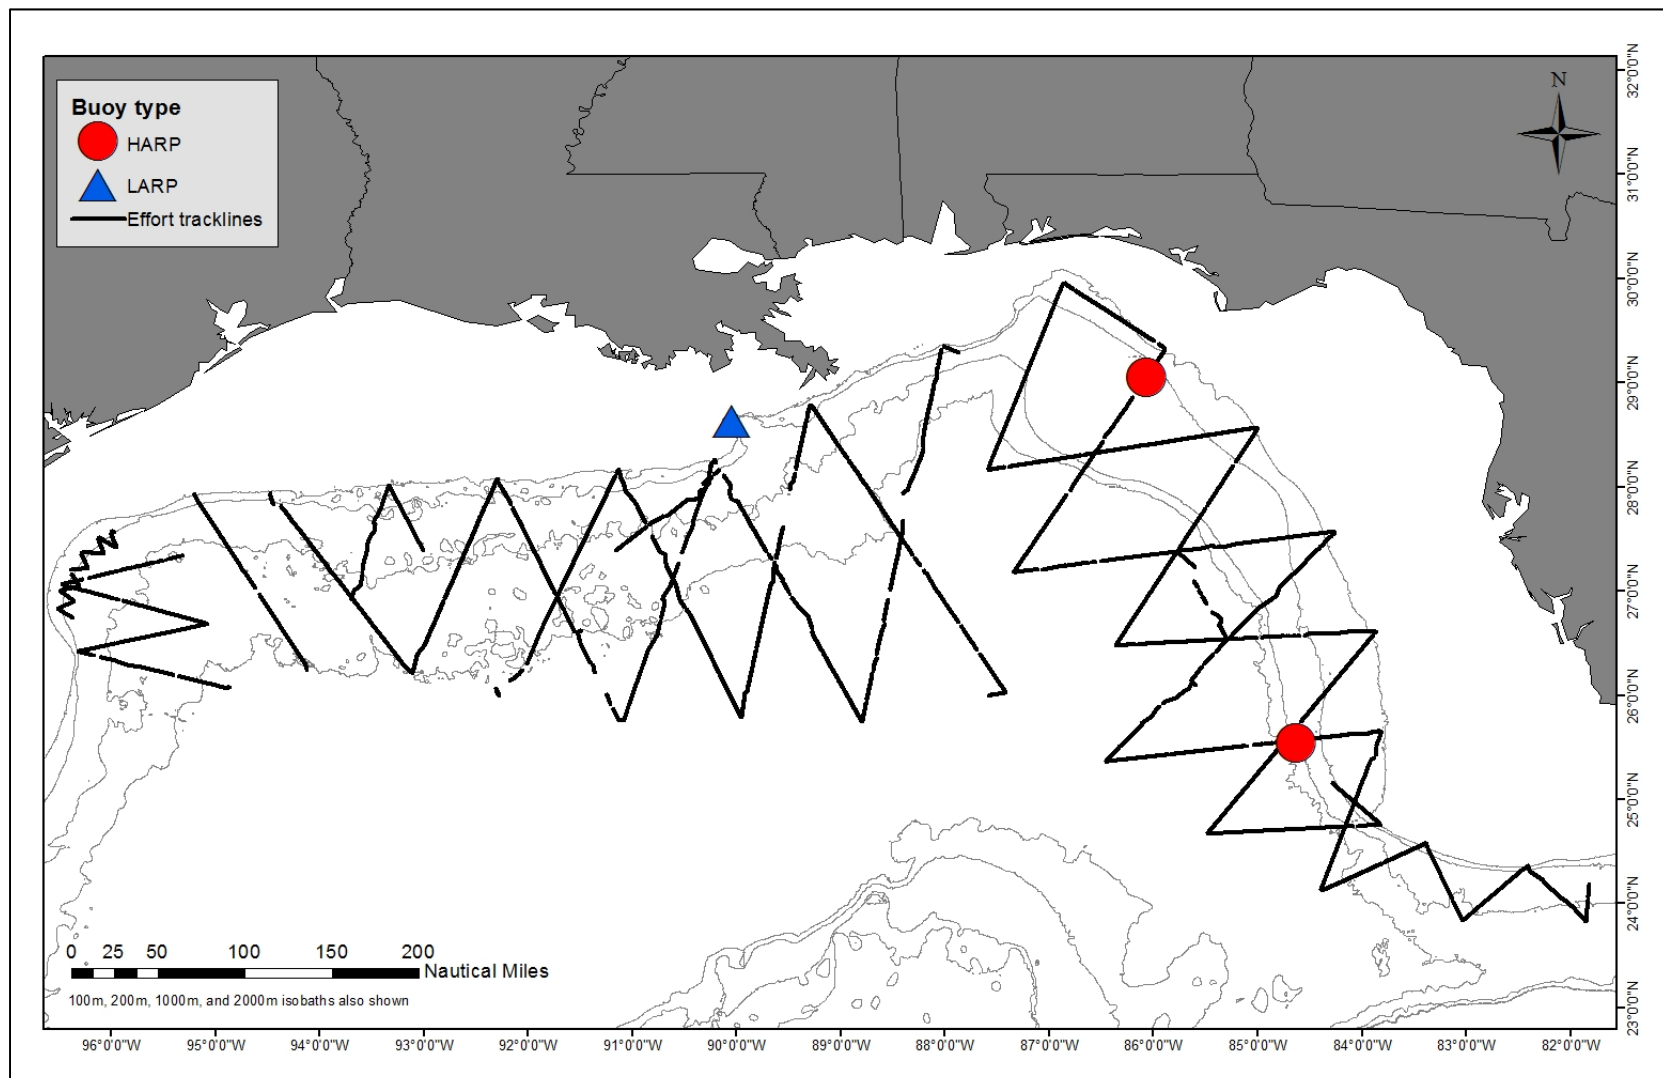 Buoy type
HARP
LARP
Effort tracklines
N
32°0'0"N
31°0'0"N
30°0'0"N
29°0'0"N
28°0'0"N
27°0'0"N
26°0'0"N
25°0'0"N
24°0'0"N
23°0'0"N
0 25 50 100 150 200
Nautical Miles
100m, 200m, 1000m, and 2000m isobaths also shown
96°0'0"W 95°0'0"W 94°0'0"W 93°0'0"W 92°0'0"W 91°0'0"W 90°0'0"W 89°0'0"W 88°0'0"W 87°0'0"W 86°0'0"W 85°0'0"W 84°0'0"W 83°0'0"W 82°0'0"W